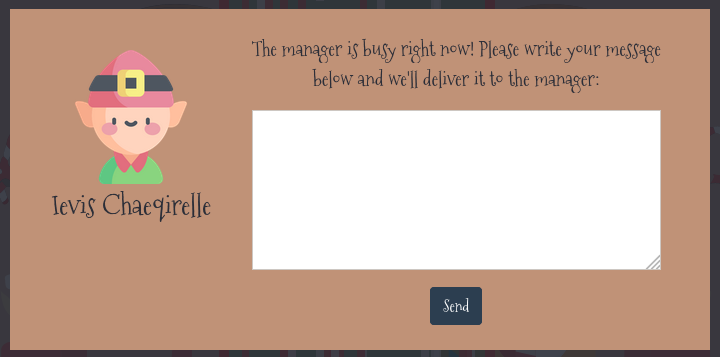 The manager is busy right now! Please write your message
below and we'll deliver it to the manager:
Ievis Chaeqirelle
Send